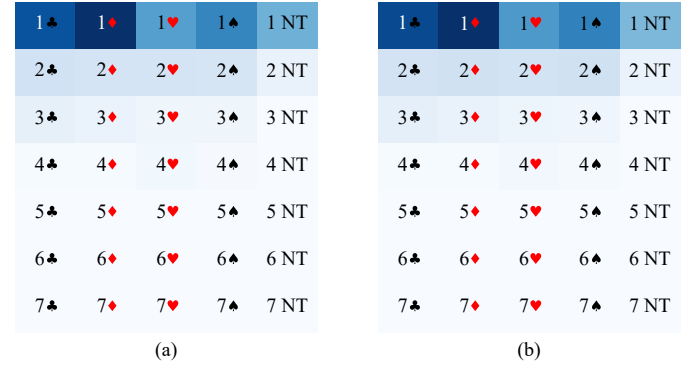 1♣ 1♦ 1♥ 1♠ 1 NT 1♣ 1♦ 1♥ 1♠ 1 NT
2♣ 2♦ 2♥ 2♠ 2 NT 2♣ 2♦ 2♥ 2♠ 2 NT
3♣ 3♦ 3♥ 3♠ 3 NT 3♣ 3♦ 3♥ 3♠ 3 NT
4♣ 4♦ 4♥ 4♠ 4 NT 4♣ 4♦ 4♥ 4♠ 4 NT
5♣ 5♦ 5♥ 5♠ 5 NT 5♣ 5♦ 5♥ 5♠ 5 NT
6♣ 6♦ 6♥ 6♠ 6 NT 6♣ 6♦ 6♥ 6♠ 6 NT
7♣ 7♦ 7♥ 7♠ 7 NT 7♣ 7♦ 7♥ 7♠ 7 NT
(a) (b)